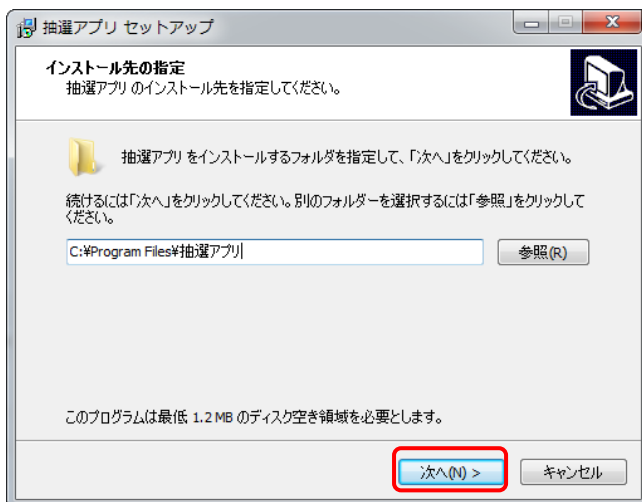 抽選アプリ セットアップ
インストール先の指定
抽選アプリ のインストール先を指定してください。
抽選アプリ をインストールするフォルダを指定して、「次へ」をクリックしてください。
続けるには「次へ」をクリックしてください。別のフォルダーを選択するには「参照」をクリックして
ください。
C:¥Program Files¥抽選アプリ
参照(R)
このプログラムは最低 1.2 MB のディスク空き領域を必要とします。
次へ(N) >
キャンセル